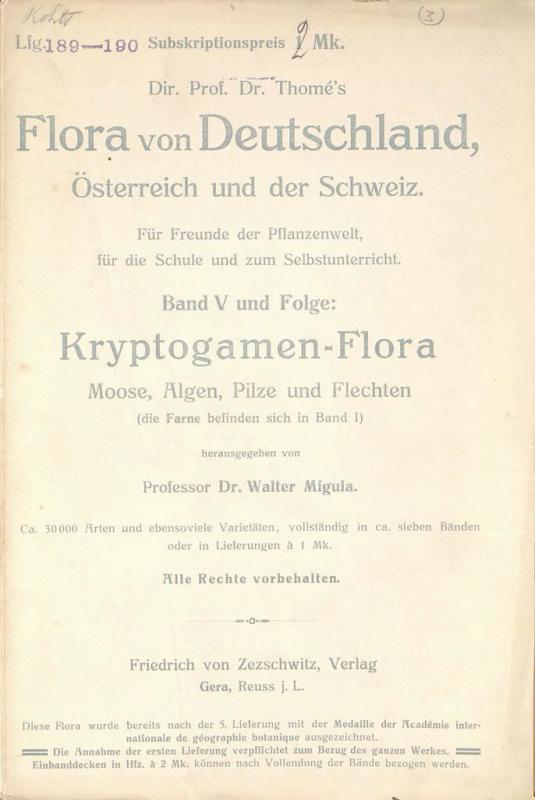 Kohlt
(3)
Lfg. 189—190 Subskriptionspreis 2 Mk.
Dir. Prof. Dr. Thomé's
Flora von Deutschland,
Österreich und der Schweiz.
Für Freunde der Pflanzenwelt,
für die Schule und zum Selbstunterricht.
Band V und Folge:
Kryptogamen-Flora
Moose, Algen, Pilze und Flechten
(die Farne befinden sich in Band I)
herausgegeben von
Professor Dr. Walter Migula.
Ca. 30000 Arten und ebensoviele Varietäten, vollständig in ca. sieben Bänden
oder in Lieferungen à 1 Mk.
Alle Rechte vorbehalten.
Friedrich von Zezschwitz, Verlag
Gera, Reuss j. L.
Diese Flora wurde bereits nach der 5. Lieferung mit der Medaille der Académie inter-
nationale de géographie botanique ausgezeichnet.
Die Annahme der ersten Lieferung verpflichtet zum Bezug des ganzen Werkes.
Einbanddecken in Hfz. à 2 Mk. können nach Vollendung der Bände bezogen werden.